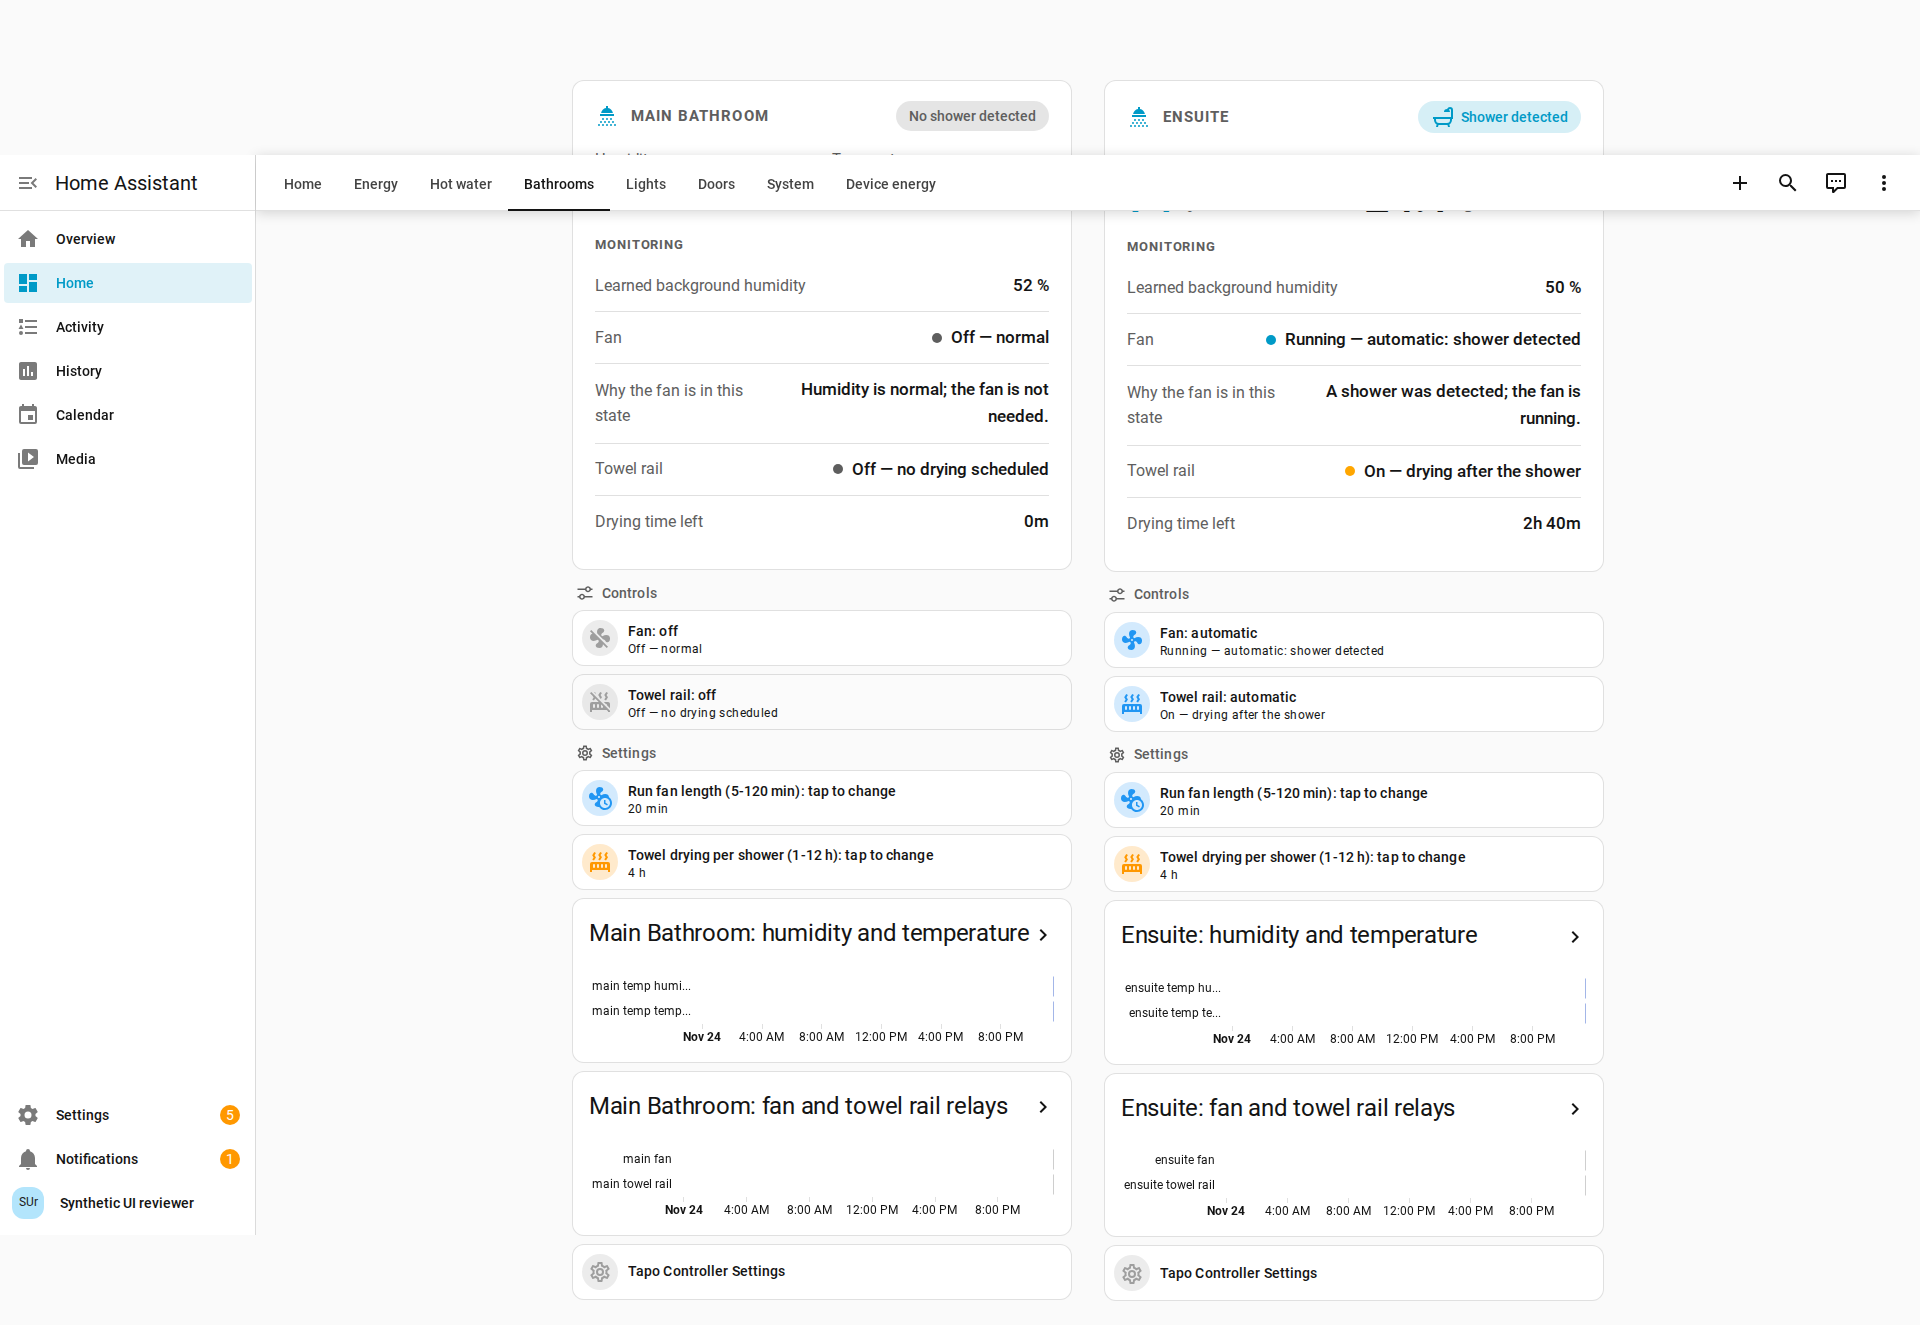 MAIN BATHROOM
No shower detected
ENSUITE
Shower detected
Home Assistant
Home
Energy
Hot water
Bathrooms
Lights
Doors
System
Device energy
Overview
Home
Activity
History
Calendar
Media
Settings
5
Notifications
1
SUr
Synthetic UI reviewer
MONITORING
Learned background humidity
52 %
Fan
Off — normal
Why the fan is in this
state
Humidity is normal; the fan is not
needed.
Towel rail
Off — no drying scheduled
Drying time left
0m
Controls
Fan: off
Off — normal
Towel rail: off
Off — no drying scheduled
Settings
Run fan length (5-120 min): tap to change
20 min
Towel drying per shower (1-12 h): tap to change
4 h
Main Bathroom: humidity and temperature
main temp humi...
main temp temp...
Nov 24
4:00 AM
8:00 AM
12:00 PM
4:00 PM
8:00 PM
Main Bathroom: fan and towel rail relays
main fan
main towel rail
Nov 24
4:00 AM
8:00 AM
12:00 PM
4:00 PM
8:00 PM
Tapo Controller Settings
MONITORING
Learned background humidity
50 %
Fan
Running — automatic: shower detected
Why the fan is in this
state
A shower was detected; the fan is
running.
Towel rail
On — drying after the shower
Drying time left
2h 40m
Controls
Fan: automatic
Running — automatic: shower detected
Towel rail: automatic
On — drying after the shower
Settings
Run fan length (5-120 min): tap to change
20 min
Towel drying per shower (1-12 h): tap to change
4 h
Ensuite: humidity and temperature
ensuite temp hu...
ensuite temp te...
Nov 24
4:00 AM
8:00 AM
12:00 PM
4:00 PM
8:00 PM
Ensuite: fan and towel rail relays
ensuite fan
ensuite towel rail
Nov 24
4:00 AM
8:00 AM
12:00 PM
4:00 PM
8:00 PM
Tapo Controller Settings